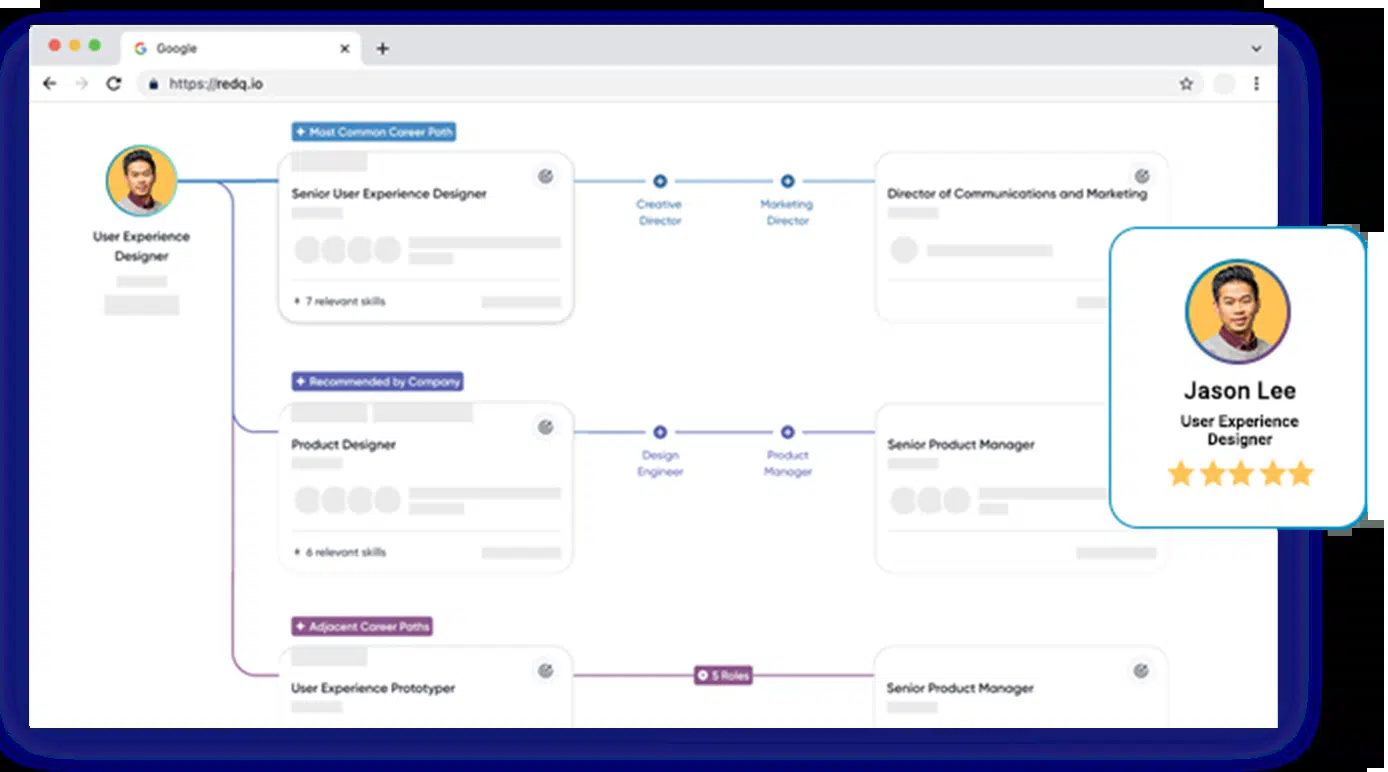 Google
https://redq.io
Most Common Career Path
Senior User Experience Designer
Creative
Director
Marketing
Director
Director of Communications and Marketing
User Experience
Designer
7 relevant skills
Jason Lee
User Experience
Designer
Recommended by Company
Product Designer
Design
Engineer
Product
Manager
Senior Product Manager
6 relevant skills
Adjacent Career Paths
User Experience Prototyper
5 Roles
Senior Product Manager